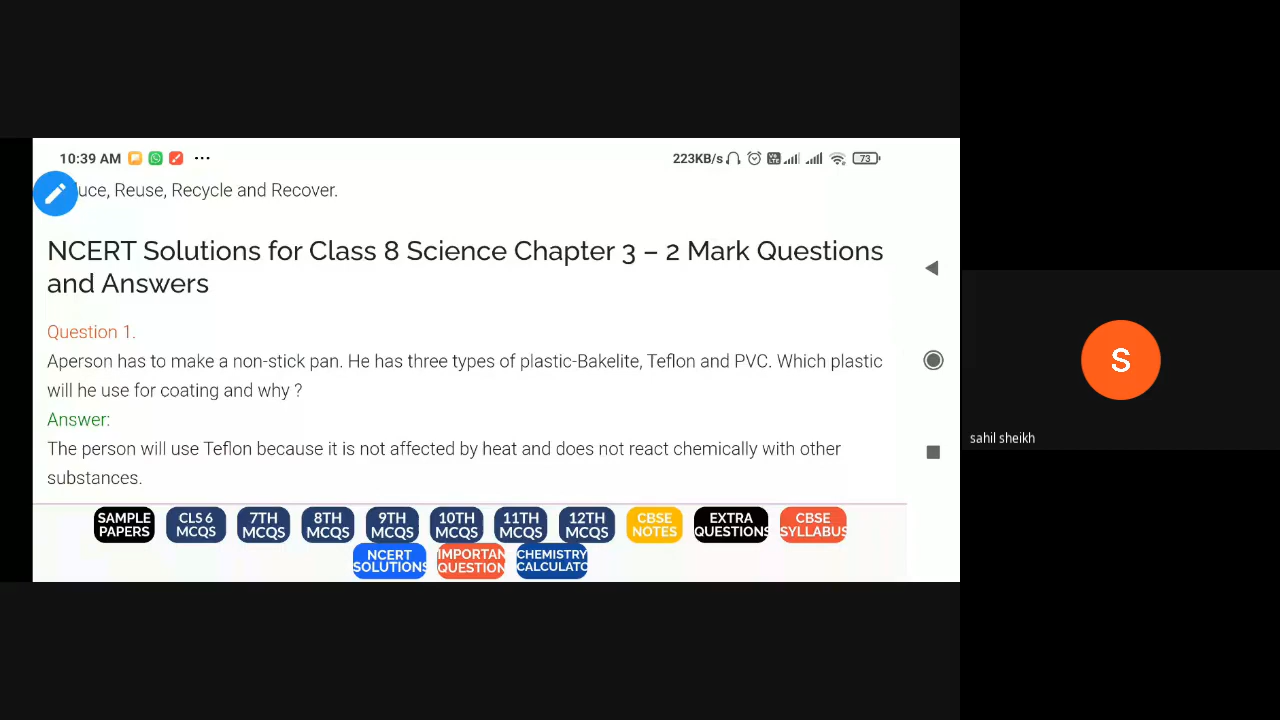 10:39 AM ... 223KB/s 73
uce, Reuse, Recycle and Recover.
NCERT Solutions for Class 8 Science Chapter 3 – 2 Mark Questions
and Answers
Question 1.
Aperson has to make a non-stick pan. He has three types of plastic-Bakelite, Teflon and PVC. Which plastic
will he use for coating and why ?
Answer:
The person will use Teflon because it is not affected by heat and does not react chemically with other
substances.
SAMPLE PAPERS CLS 6 MCQS 7TH MCQS 8TH MCQS 9TH MCQS 10TH MCQS 11TH MCQS 12TH MCQS CBSE NOTES EXTRA QUESTIONS CBSE SYLLABUS
NCERT SOLUTIONS IMPORTAN QUESTION CHEMISTRY CALCULATO
S
sahil sheikh